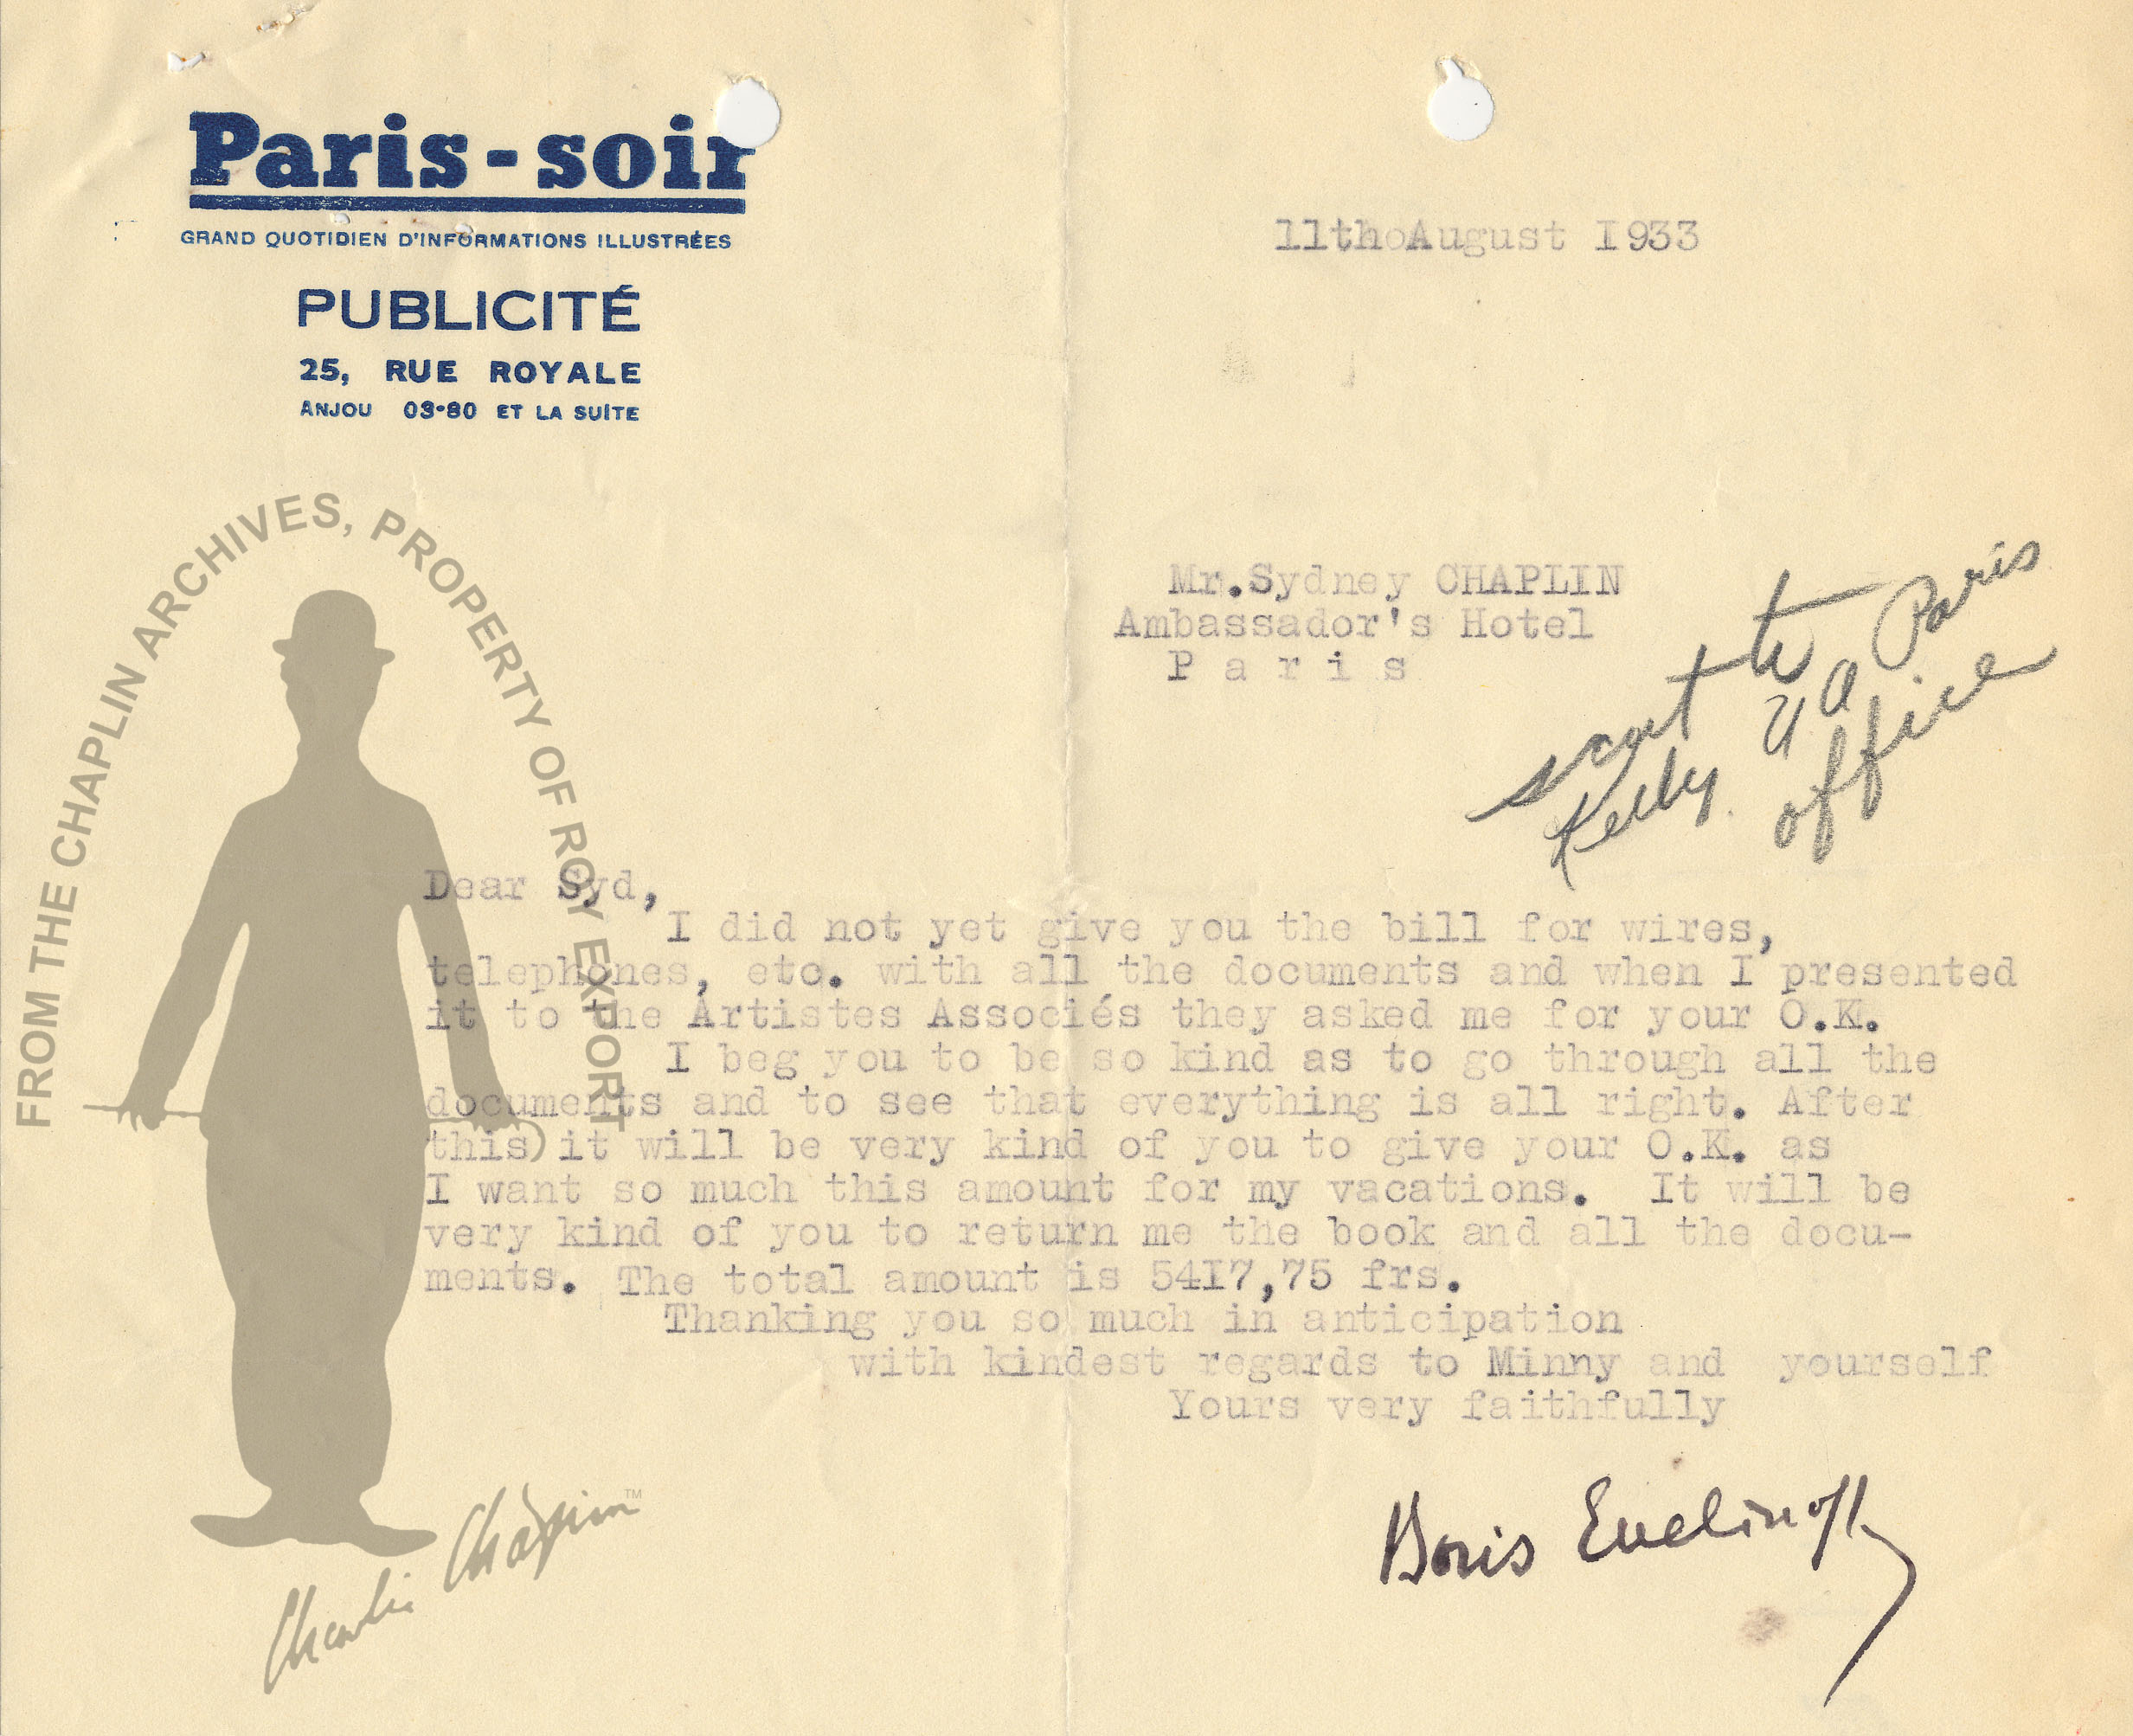 Paris-soir
GRAND QUOTIDIEN D'INFORMATIONS ILLUSTRÉES
PUBLICITÉ
25, RUE ROYALE
ANJOU 03-80 ET LA SUITE
11thoAugust I933
Mr.Sydney CHAPLIN
Ambassador's Hotel
P a r i s
sent to Paris
Kelly. U A
office
FROM THE CHAPLIN ARCHIVES, PROPERTY OF ROY EXPORT
Dear Syd,
I did not yet give you the bill for wires,
telephones, etc. with all the documents and when I presented
it to the Artistes Associés they asked me for your O.K.
I beg you to be so kind as to go through all the
documents and to see that everything is all right. After
this) it will be very kind of you to give your O.K. as
I want so much this amount for my vacations. It will be
very kind of you to return me the book and all the docu-
ments. The total amount is 54I7,75 frs.
Thanking you so much in anticipation
with kindest regards to Minny and yourself
Yours very faithfully
Boris Evelinoff
Charlie Chaplin™